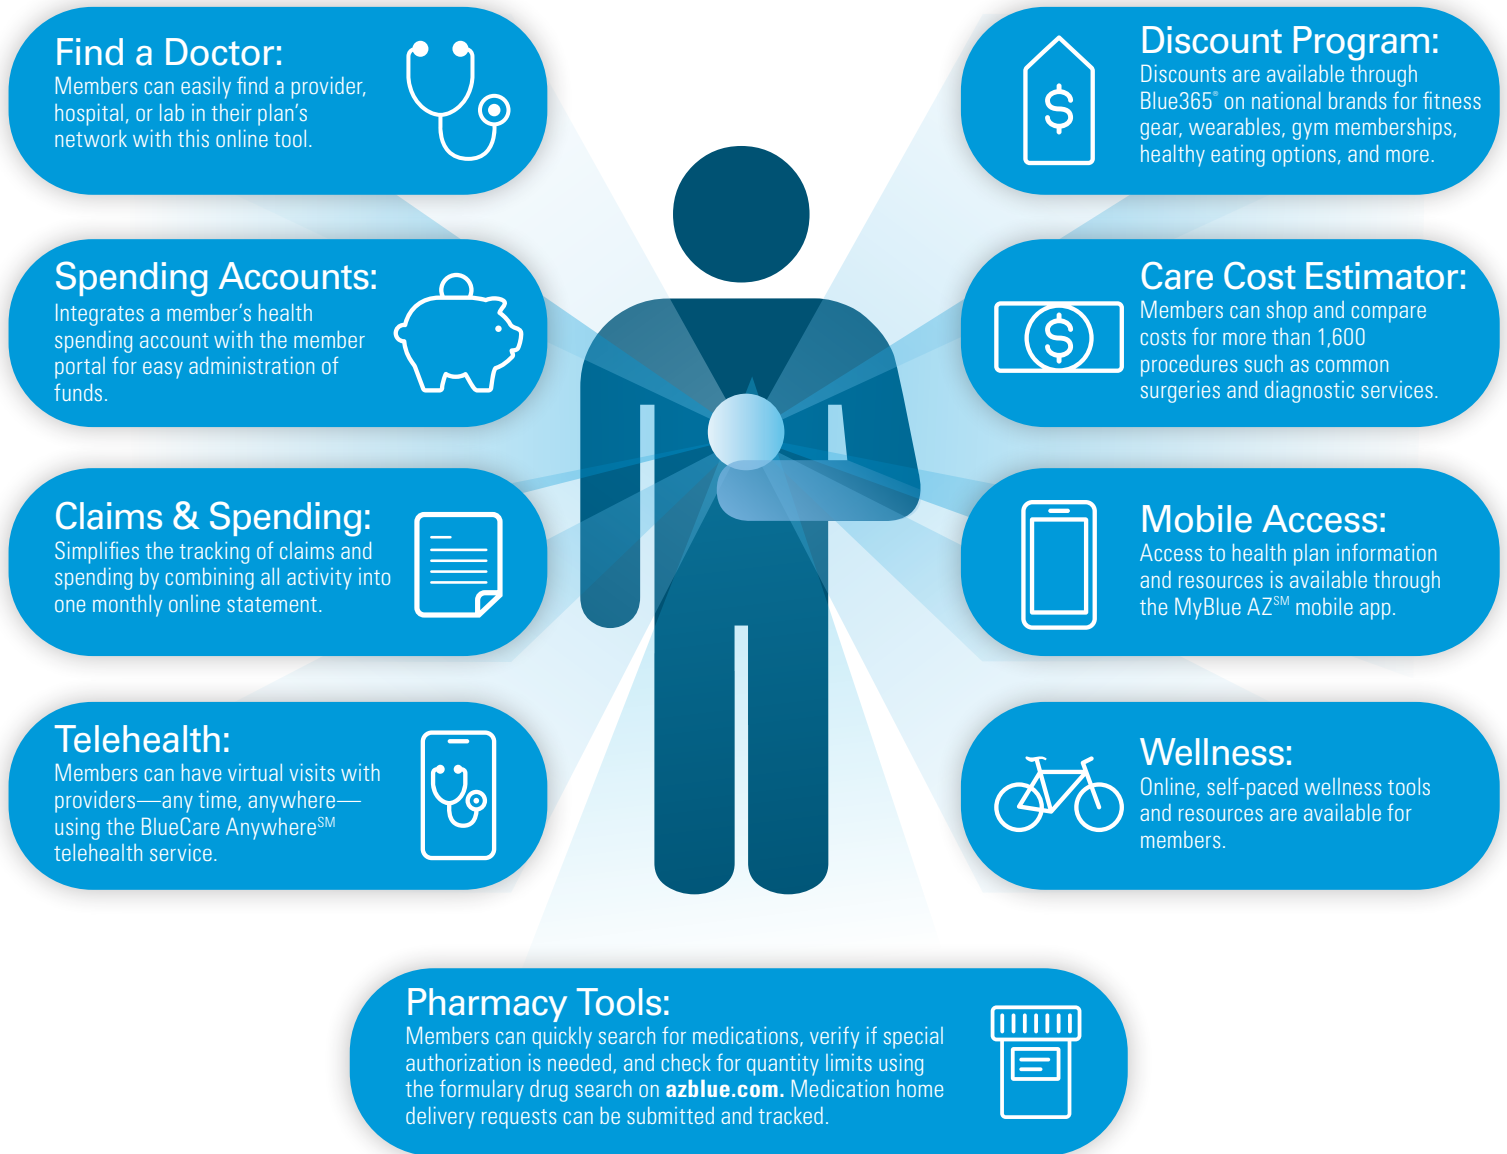 Find a Doctor:
Members can easily find a provider,
hospital, or lab in their plan’s
network with this online tool.
Spending Accounts:
Integrates a member’s health
spending account with the member
portal for easy administration of
funds.
Claims & Spending:
Simplifies the tracking of claims and
spending by combining all activity into
one monthly online statement.
Telehealth:
Members can have virtual visits with
providers—any time, anywhere—
using the BlueCare Anywhere℠
telehealth service.
Discount Program:
Discounts are available through
Blue365® on national brands for fitness
gear, wearables, gym memberships,
healthy eating options, and more.
Care Cost Estimator:
Members can shop and compare
costs for more than 1,600
procedures such as common
surgeries and diagnostic services.
Mobile Access:
Access to health plan information
and resources is available through
the MyBlue AZ℠ mobile app.
Wellness:
Online, self-paced wellness tools
and resources are available for
members.
Pharmacy Tools:
Members can quickly search for medications, verify if special
authorization is needed, and check for quantity limits using
the formulary drug search on azblue.com. Medication home
delivery requests can be submitted and tracked.